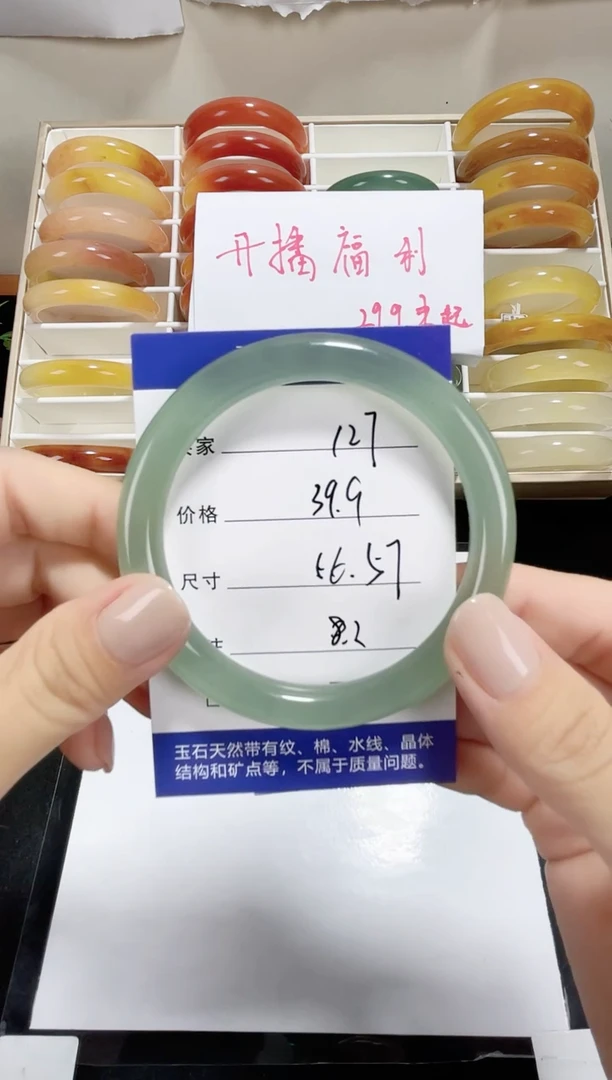 开播福利
299元起
家 127
价格 39.9
尺寸 56.57
8.2
玉石天然带有纹、棉、水线、晶体
结构和矿点等，不属于质量问题。